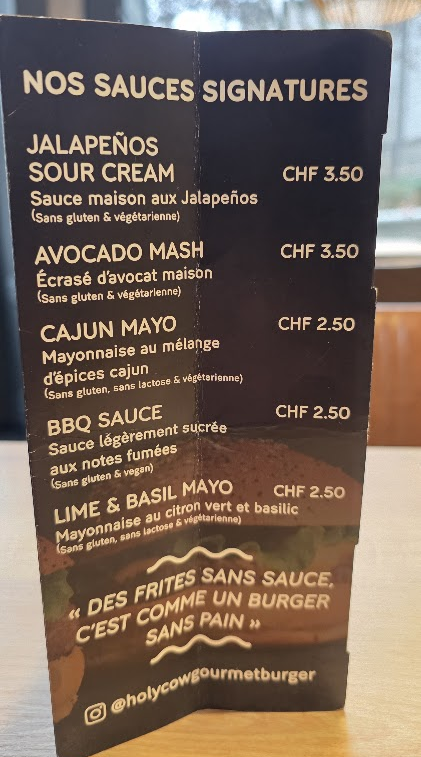 NOS SAUCES SIGNATURES
JALAPEÑOS
SOUR CREAM CHF 3.50
Sauce maison aux Jalapeños
(Sans gluten & végétarienne)
AVOCADO MASH CHF 3.50
Écrasé d'avocat maison
(Sans gluten & végétarienne)
CAJUN MAYO CHF 2.50
Mayonnaise au mélange
d'épices cajun
(Sans gluten, sans lactose & végétarienne)
BBQ SAUCE CHF 2.50
Sauce légèrement sucrée
aux notes fumées
(Sans gluten & vegan)
LIME & BASIL MAYO CHF 2.50
Mayonnaise au citron vert et basilic
(Sans gluten, sans lactose & végétarienne)
« DES FRITES SANS SAUCE,
C'EST COMME UN BURGER
SANS PAIN »
@holycowgourmetburger